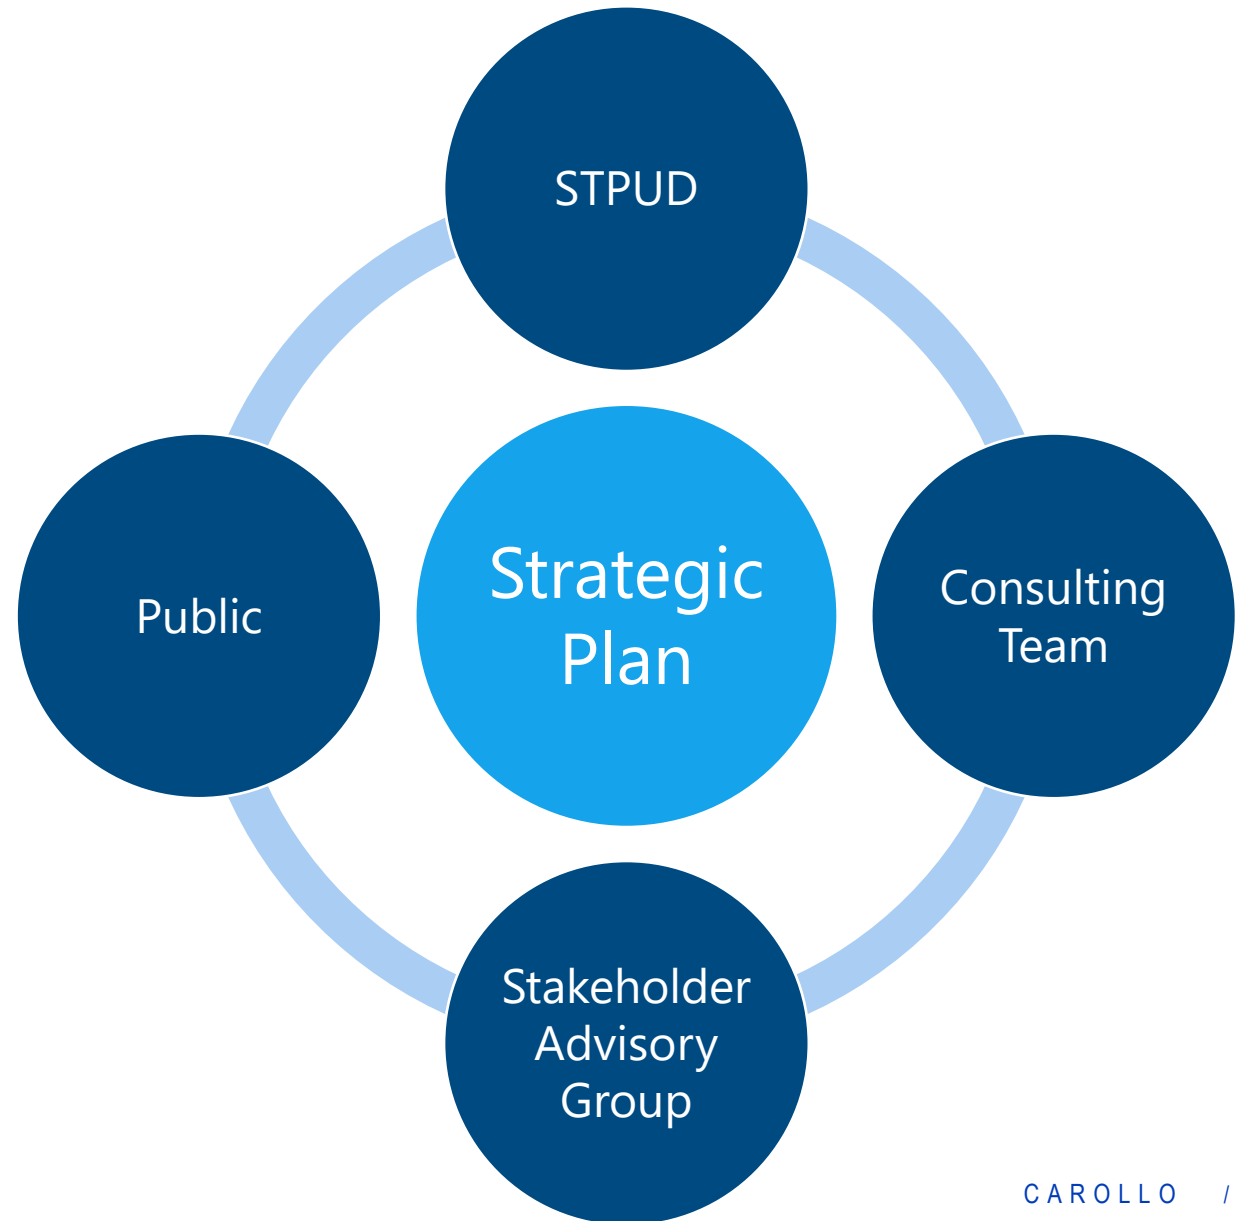 STPUD
Strategic
Plan
Public
Consulting
Team
Stakeholder
Advisory
Group
CAROLLO /